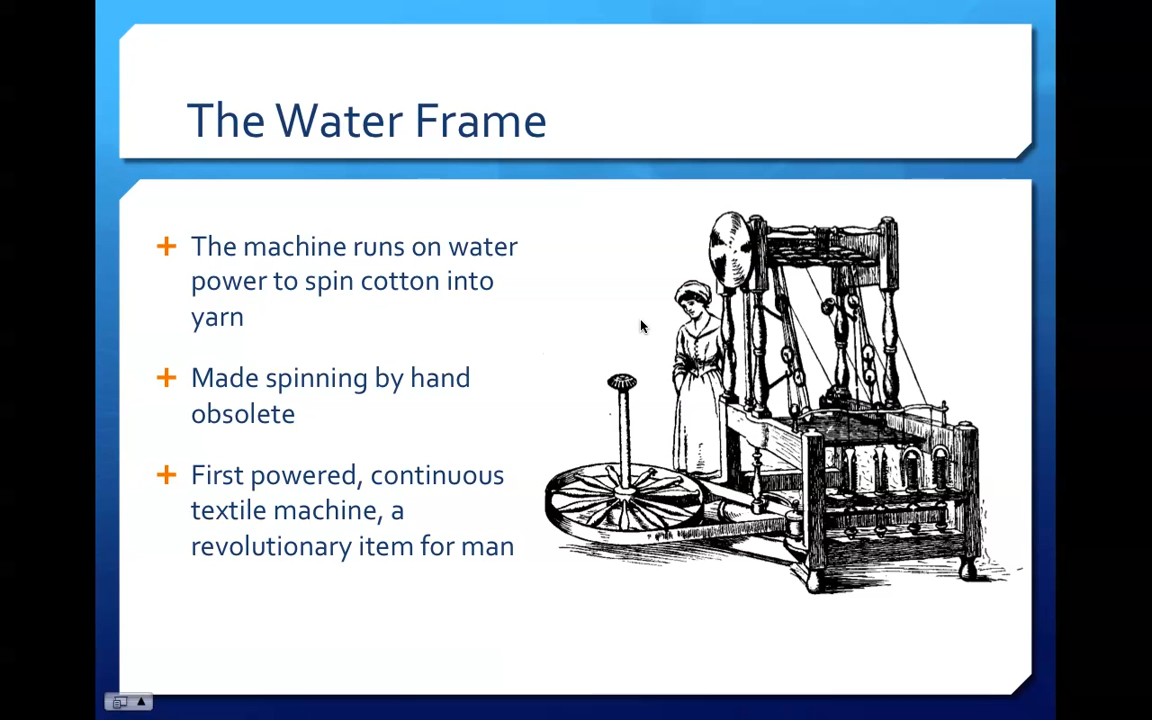 The Water Frame
The machine runs on water
power to spin cotton into
yarn
Made spinning by hand
obsolete
First powered, continuous
textile machine, a
revolutionary item for man